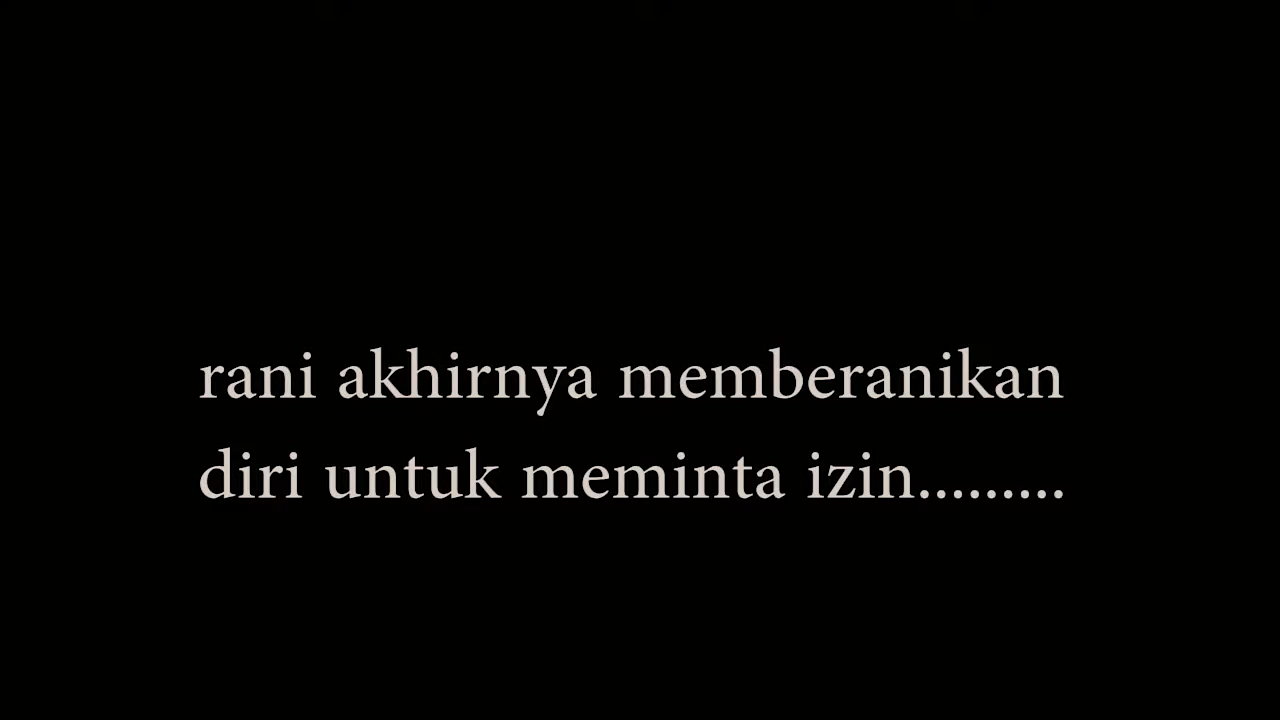 rani akhirnya memberanikan
diri untuk meminta izin.........